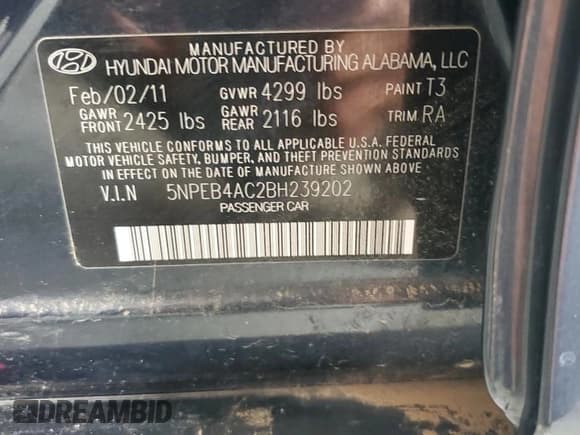 MANUFACTURED BY
HYUNDAI MOTOR MANUFACTURING ALABAMA, LLC
Feb/02/11 GVWR 4299 lbs PAINT T3
GAWR FRONT 2425 lbs GAWR REAR 2116 lbs TRIM RA
THIS VEHICLE CONFORMS TO ALL APPLICABLE U.S.A. FEDERAL
MOTOR VEHICLE SAFETY, BUMPER, AND THEFT PREVENTION STANDARDS
IN EFFECT ON THE DATE OF MANUFACTURE SHOWN ABOVE
V.I.N 5NPEB4AC2BH239202
PASSENGER CAR
DREAMBID